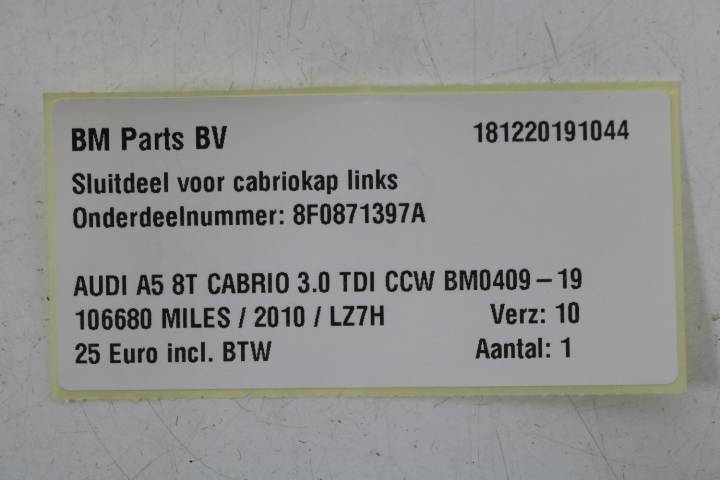 BM Parts BV 181220191044
Sluitdeel voor cabriokap links
Onderdeelnummer: 8F0871397A
AUDI A5 8T CABRIO 3.0 TDI CCW BM0409 – 19
106680 MILES / 2010 / LZ7H Verz: 10
25 Euro incl. BTW Aantal: 1